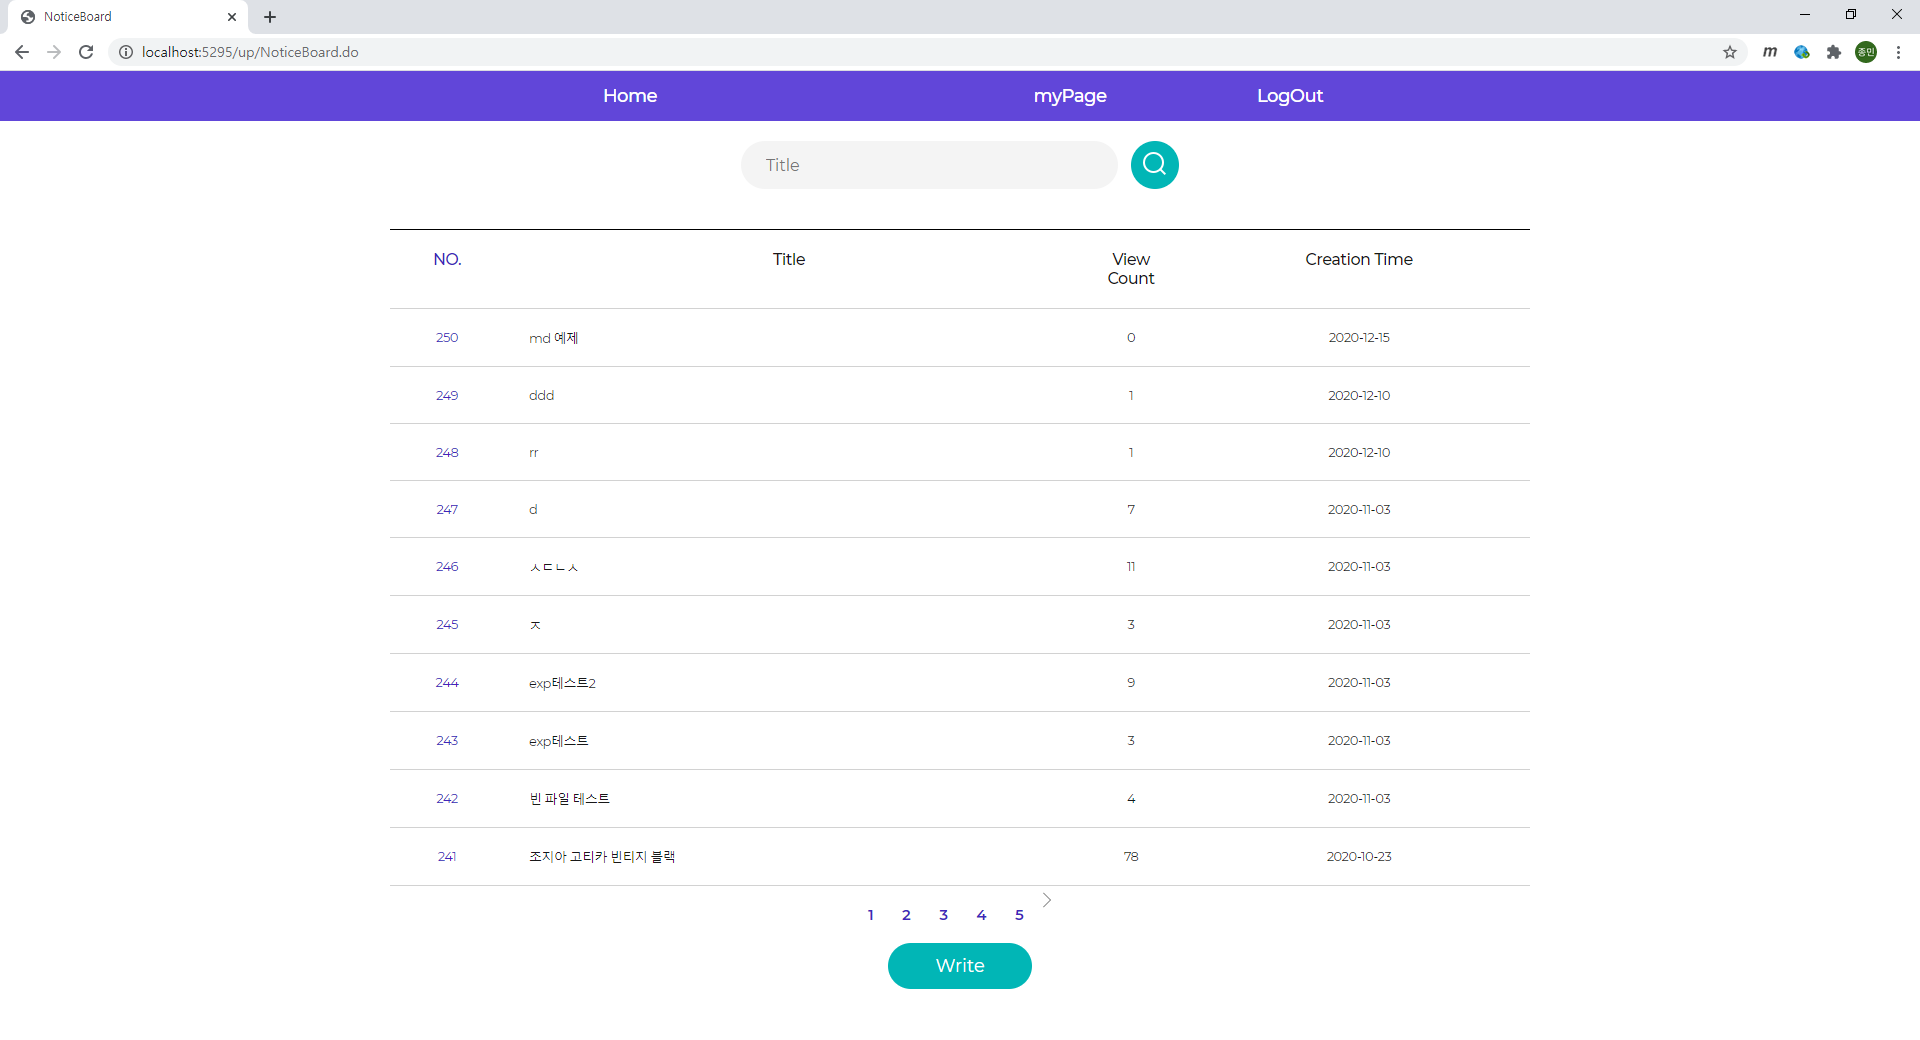 NoticeBoard
localhost:5295/up/NoticeBoard.do
m 종민
Home myPage LogOut
Title
NO. Title View Count Creation Time
250 md 예제 0 2020-12-15
249 ddd 1 2020-12-10
248 rr 1 2020-12-10
247 d 7 2020-11-03
246 ㅅㄷㄴㅅ 11 2020-11-03
245 ㅈ 3 2020-11-03
244 exp테스트2 9 2020-11-03
243 exp테스트 3 2020-11-03
242 빈 파일 테스트 4 2020-11-03
241 조지아 고티카 빈티지 블랙 78 2020-10-23
1 2 3 4 5
Write